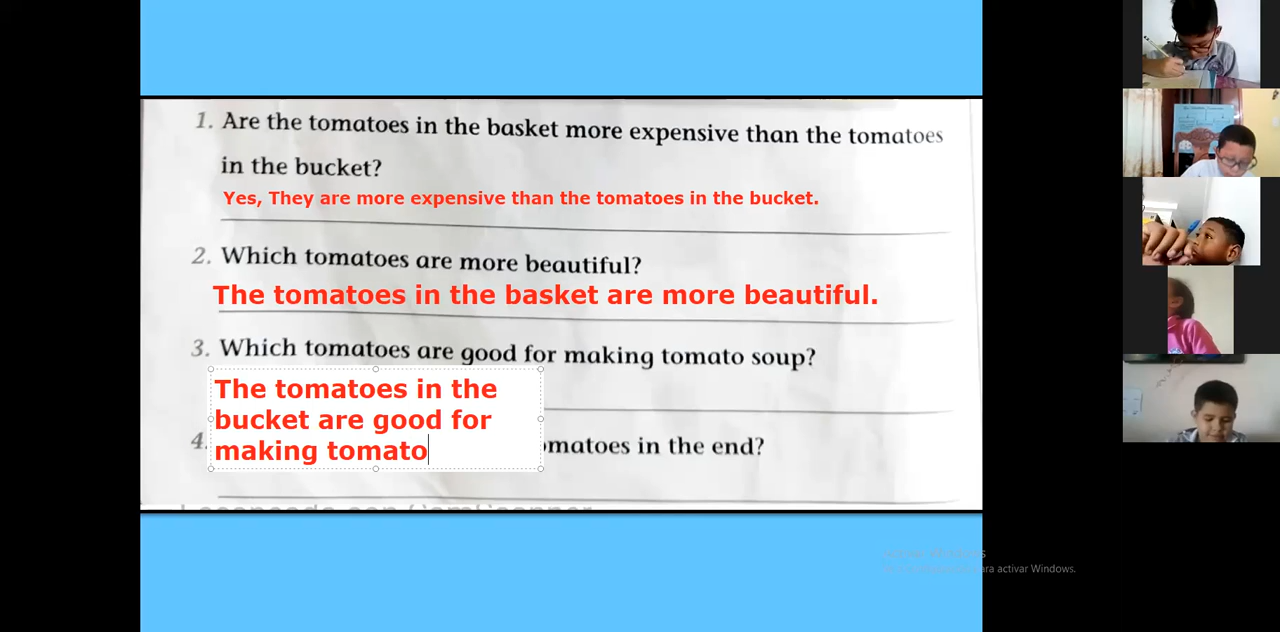 1. Are the tomatoes in the basket more expensive than the tomatoes
in the bucket?
Yes, They are more expensive than the tomatoes in the bucket.
2. Which tomatoes are more beautiful?
The tomatoes in the basket are more beautiful.
3. Which tomatoes are good for making tomato soup?
The tomatoes in the
bucket are good for
making tomato
4. omatoes in the end?
ara activar Windows.